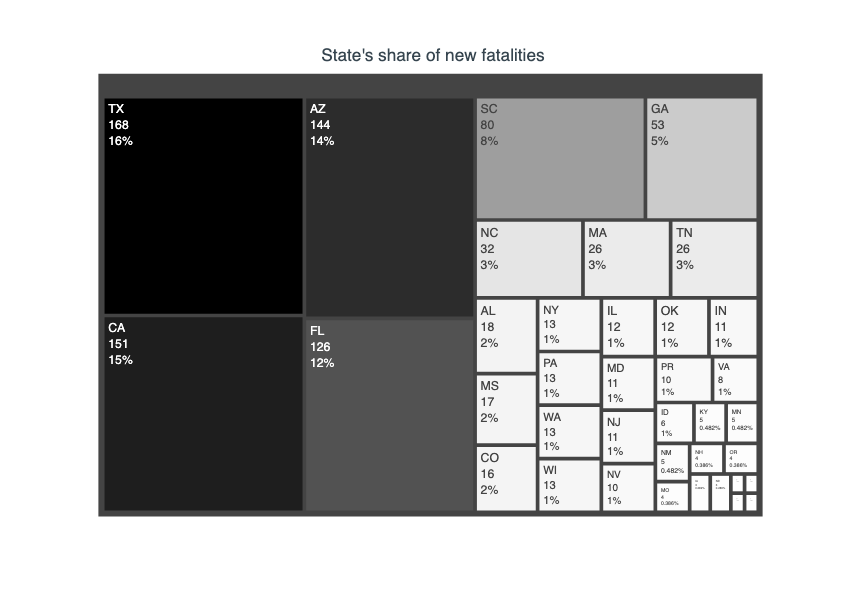 State's share of new fatalities
TX
168
16%
CA
151
15%
AZ
144
14%
FL
126
12%
SC
80
8%
GA
53
5%
NC
32
3%
MA
26
3%
TN
26
3%
AL
18
2%
MS
17
2%
CO
16
2%
NY
13
1%
PA
13
1%
WA
13
1%
WI
13
1%
IL
12
1%
MD
11
1%
NJ
11
1%
NV
10
1%
OK
12
1%
IN
11
1%
PR
10
1%
VA
8
1%
ID
6
1%
KY
5
0.482%
MN
5
0.482%
NM
5
0.482%
NH
4
0.386%
OR
4
0.386%
MO
4
0.386%